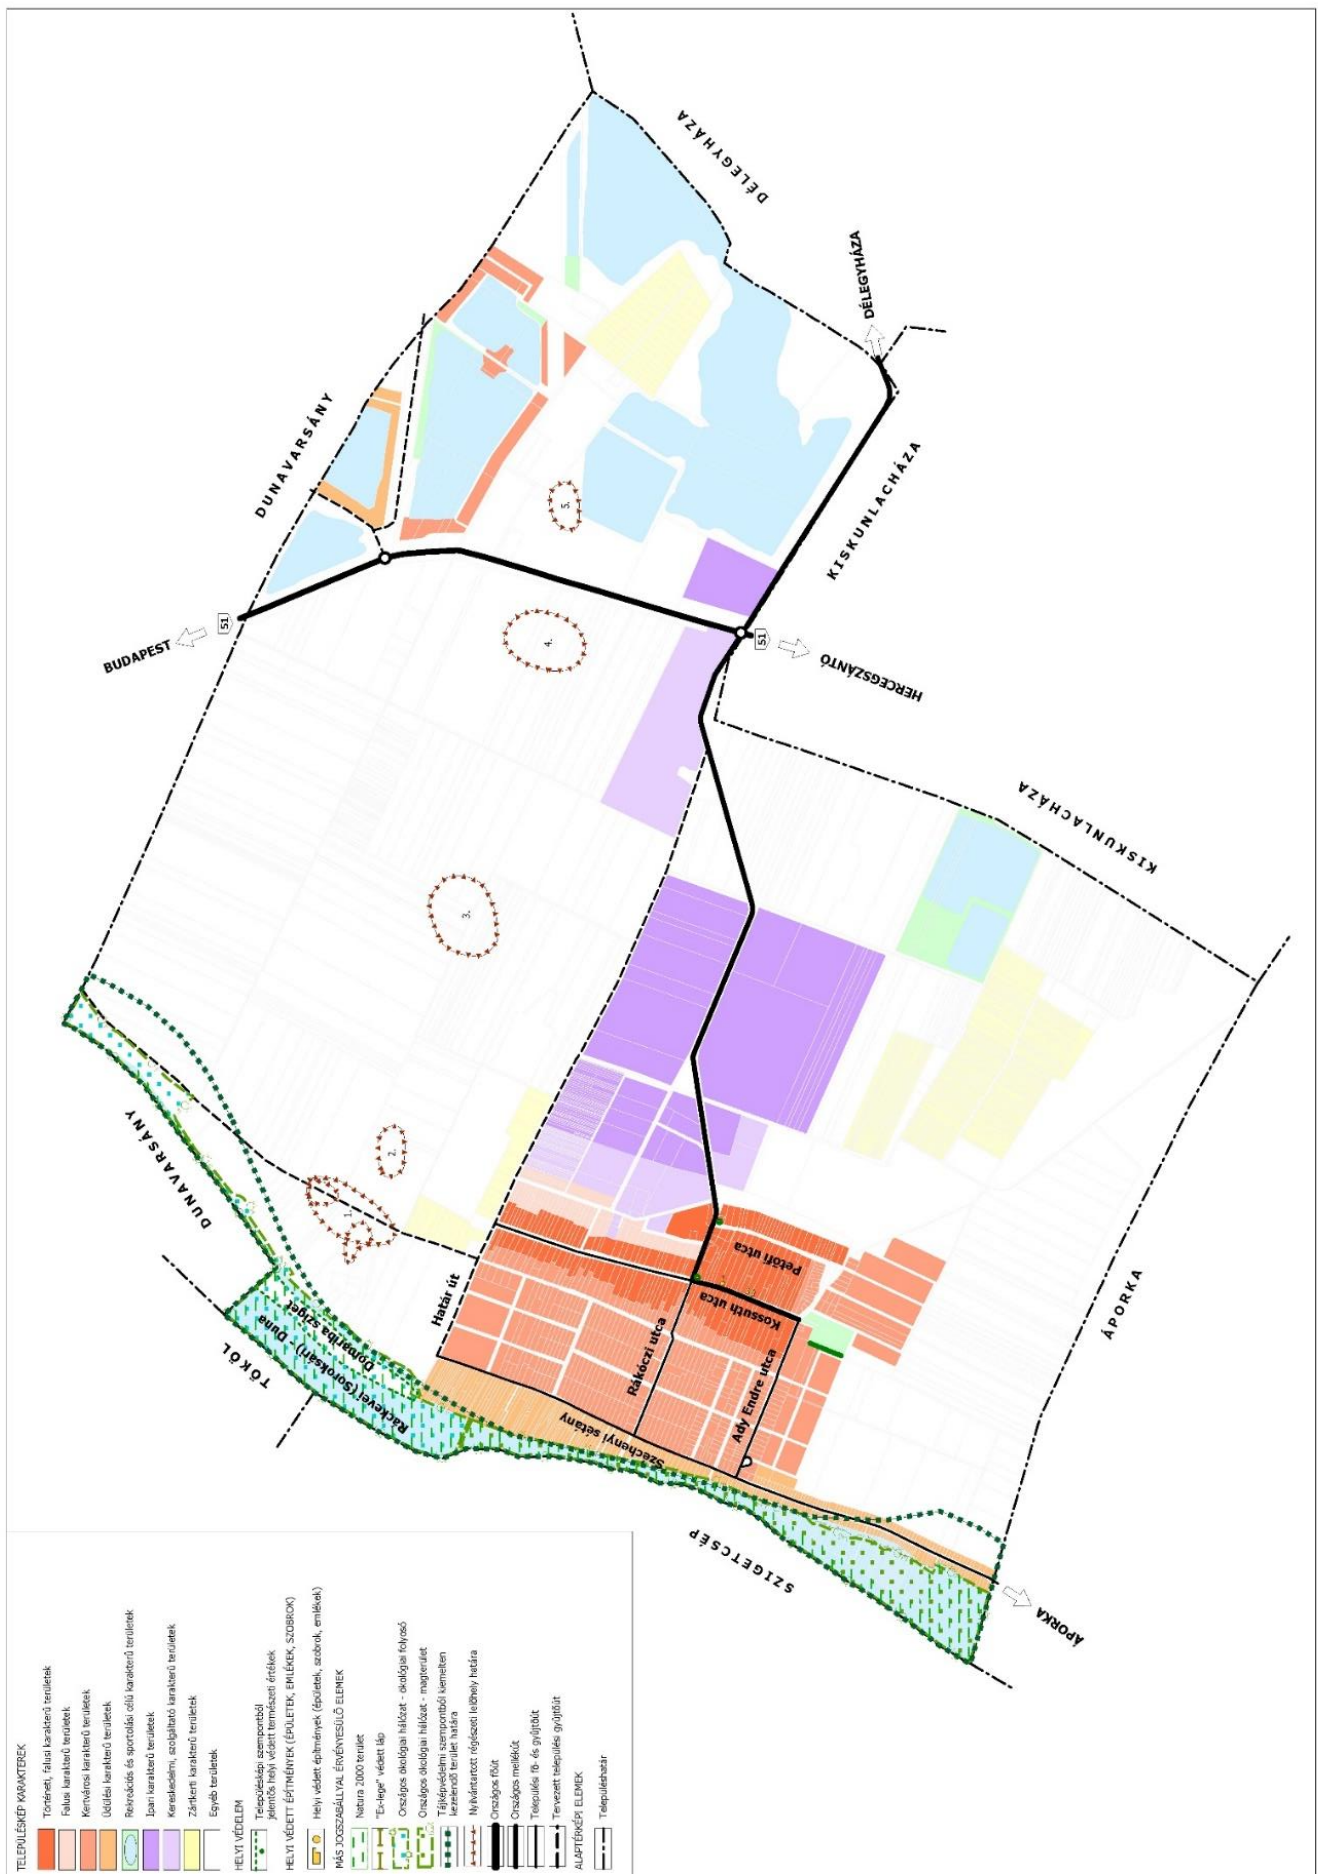 TELEPÜLÉSKÉP KARAKTEREK
Történeti, falusi karakterű területek
Falusi karakterű területek
Kertvárosi karakterű területek
Üdülési karakterű területek
Rekreációs és sportolási célú karakterű területek
Ipari karakterű területek
Kereskedelmi, szolgáltató karakterű területek
Zártkerti karakterű területek
Egyéb területek
HELYI VÉDELEM
Településképi szempontból
jelentős helyi védett természeti értékek
HELYI VÉDETT ÉPÍTMÉNYEK (ÉPÜLETEK, EMLÉKEK, SZOBROK)
Helyi védett építmények (épületek, szobrok, emlékek)
MÁS JOGSZABÁLLYAL ÉRVÉNYESÜLŐ ELEMEK
Natura 2000 terület
"Ex-lege" védett láp
Országos ökológiai hálózat - ökológiai folyosó
Országos ökológiai hálózat - magterület
Tájképvédelmi szempontból kiemelten
kezelendő terület határa
Nyilvántartott régészeti lelőhely határa
Országos főút
Országos mellékút
Települési fő- és gyűjtőút
Tervezett települési gyűjtőút
ALAPTÉRKÉPI ELEMEK
Településhatár
DUNAVARSÁNY
TÖKÖL
Ráckevei (Soroksári) - Duna
Domariba sziget
SZIGETCSÉP
ÁPORKA
Széchenyi sétány
Határ út
Rákóczi utca
Ady Endre utca
Kossuth utca
Petőfi utca
ÁPORKA
1.
2.
3.
4.
5.
BUDAPEST
51
DUNAVARSÁNY
51
HERCEGSZÁNTÓ
KISKUNLACHÁZA
KISKUNLACHÁZA
DÉLEGYHÁZA
DÉLEGYHÁZA